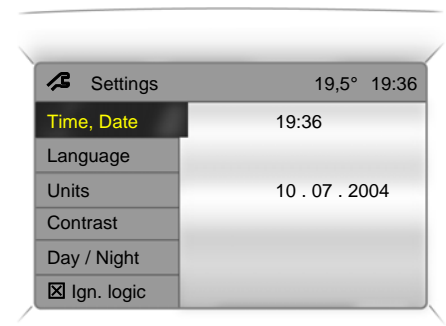 Settings 19,5° 19:36
Time, Date 19:36
Language
Units 10 . 07 . 2004
Contrast
Day / Night
☒ Ign. logic